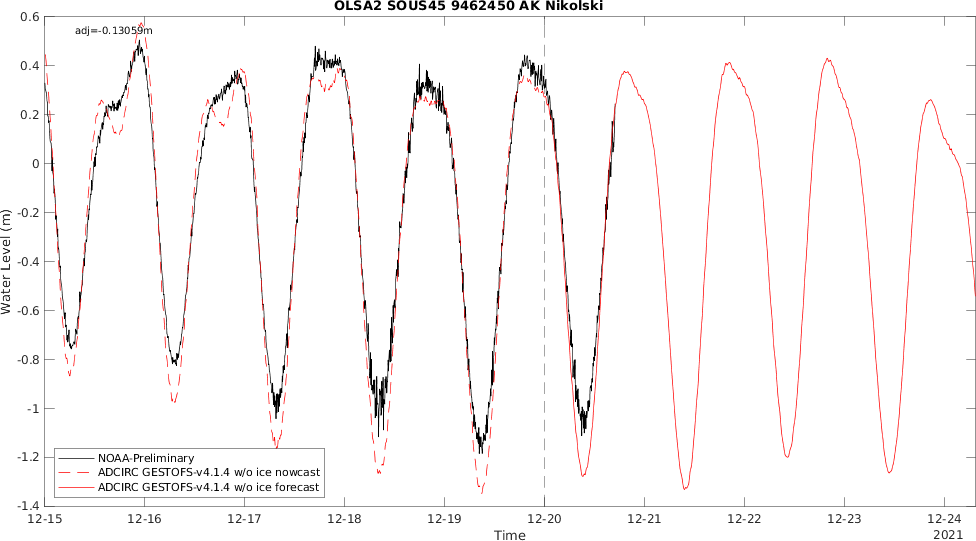 OLSA2 SOUS45 9462450 AK Nikolski
adj=-0.13059m
0.6
0.4
0.2
0
-0.2
-0.4
-0.6
-0.8
-1
-1.2
-1.4
Water Level (m)
NOAA-Preliminary
ADCIRC GESTOFS-v4.1.4 w/o ice nowcast
ADCIRC GESTOFS-v4.1.4 w/o ice forecast
12-15 12-16 12-17 12-18 12-19 12-20 12-21 12-22 12-23 12-24
2021
Time